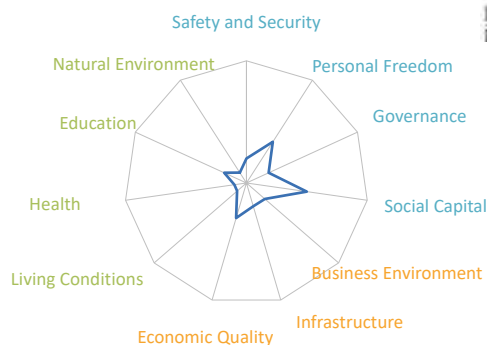 Safety and Security
Natural Environment
Personal Freedom
Education
Governance
Health
Social Capital
Living Conditions
Business Environment
Economic Quality
Infrastructure